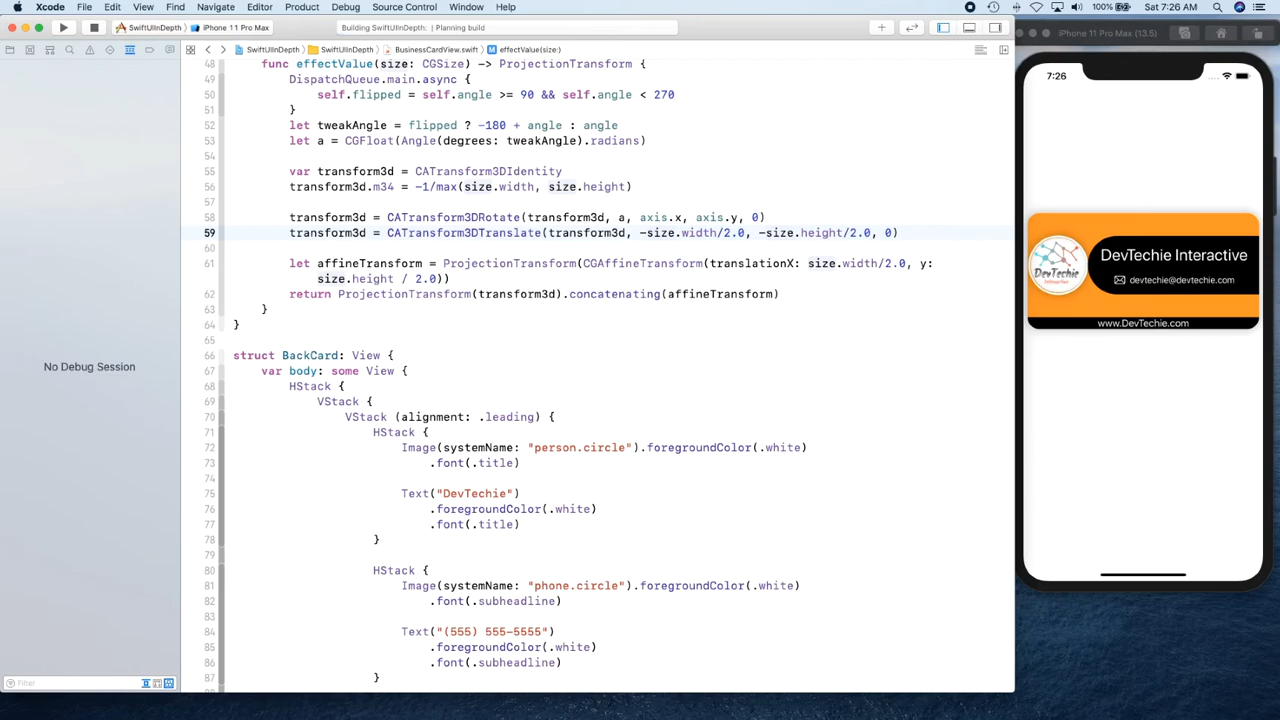 Xcode File Edit View Find Navigate Editor Product Debug Source Control Window Help
100% Sat 7:26 AM
SwiftUIInDepth iPhone 11 Pro Max (13.5)
Building SwiftUIInDepth: | Planning build
SwiftUIInDepth SwiftUIInDepth BusinessCardView.swift effectValue(size:)
48 func effectValue(size: CGSize) -> ProjectionTransform {
49 DispatchQueue.main.async {
50 self.flipped = self.angle >= 90 && self.angle < 270
51 }
52 let tweakAngle = flipped ? -180 + angle : angle
53 let a = CGFloat(Angle(degrees: tweakAngle).radians)
54
55 var transform3d = CATransform3DIdentity
56 transform3d.m34 = -1/max(size.width, size.height)
57
58 transform3d = CATransform3DRotate(transform3d, a, axis.x, axis.y, 0)
59 transform3d = CATransform3DTranslate(transform3d, -size.width/2.0, -size.height/2.0, 0)
60
61 let affineTransform = ProjectionTransform(CGAffineTransform(translationX: size.width/2.0, y:
size.height / 2.0))
62 return ProjectionTransform(transform3d).concatenating(affineTransform)
63 }
64 }
65
66 struct BackCard: View {
67 var body: some View {
68 HStack {
69 VStack {
70 VStack (alignment: .leading) {
71 HStack {
72 Image(systemName: "person.circle").foregroundColor(.white)
73 .font(.title)
74
75 Text("DevTechie")
76 .foregroundColor(.white)
77 .font(.title)
78 }
79
80 HStack {
81 Image(systemName: "phone.circle").foregroundColor(.white)
82 .font(.subheadline)
83
84 Text("(555) 555-5555")
85 .foregroundColor(.white)
86 .font(.subheadline)
87 }
No Debug Session
Filter
iPhone 11 Pro Max (13.5)
7:26
DevTechie
DevTechie Interactive
devtechie@devtechie.com
www.DevTechie.com